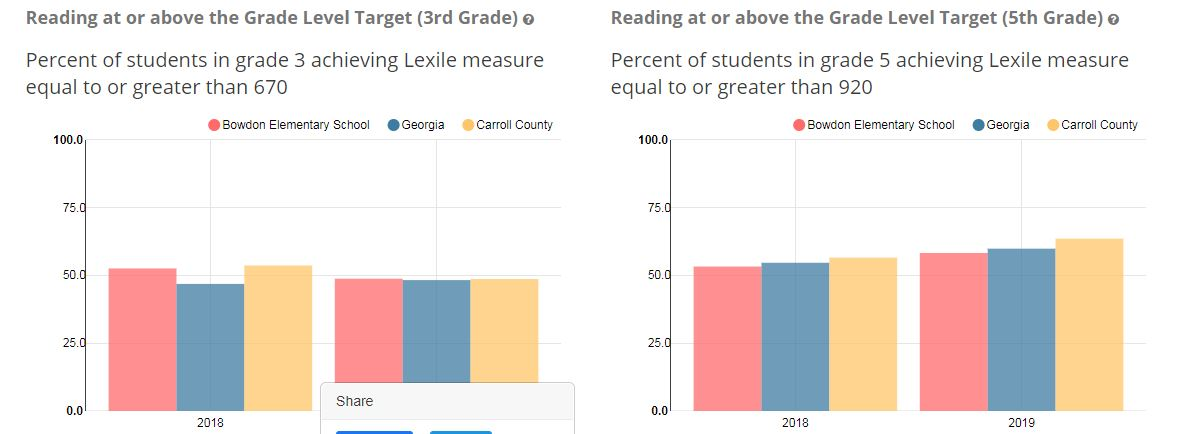 Reading at or above the Grade Level Target (3rd Grade)
Percent of students in grade 3 achieving Lexile measure
equal to or greater than 670
Bowdon Elementary School Georgia Carroll County
100.0
75.0
50.0
25.0
0.0
2018
Share
Reading at or above the Grade Level Target (5th Grade)
Percent of students in grade 5 achieving Lexile measure
equal to or greater than 920
Bowdon Elementary School Georgia Carroll County
100.0
75.0
50.0
25.0
0.0
2018 2019